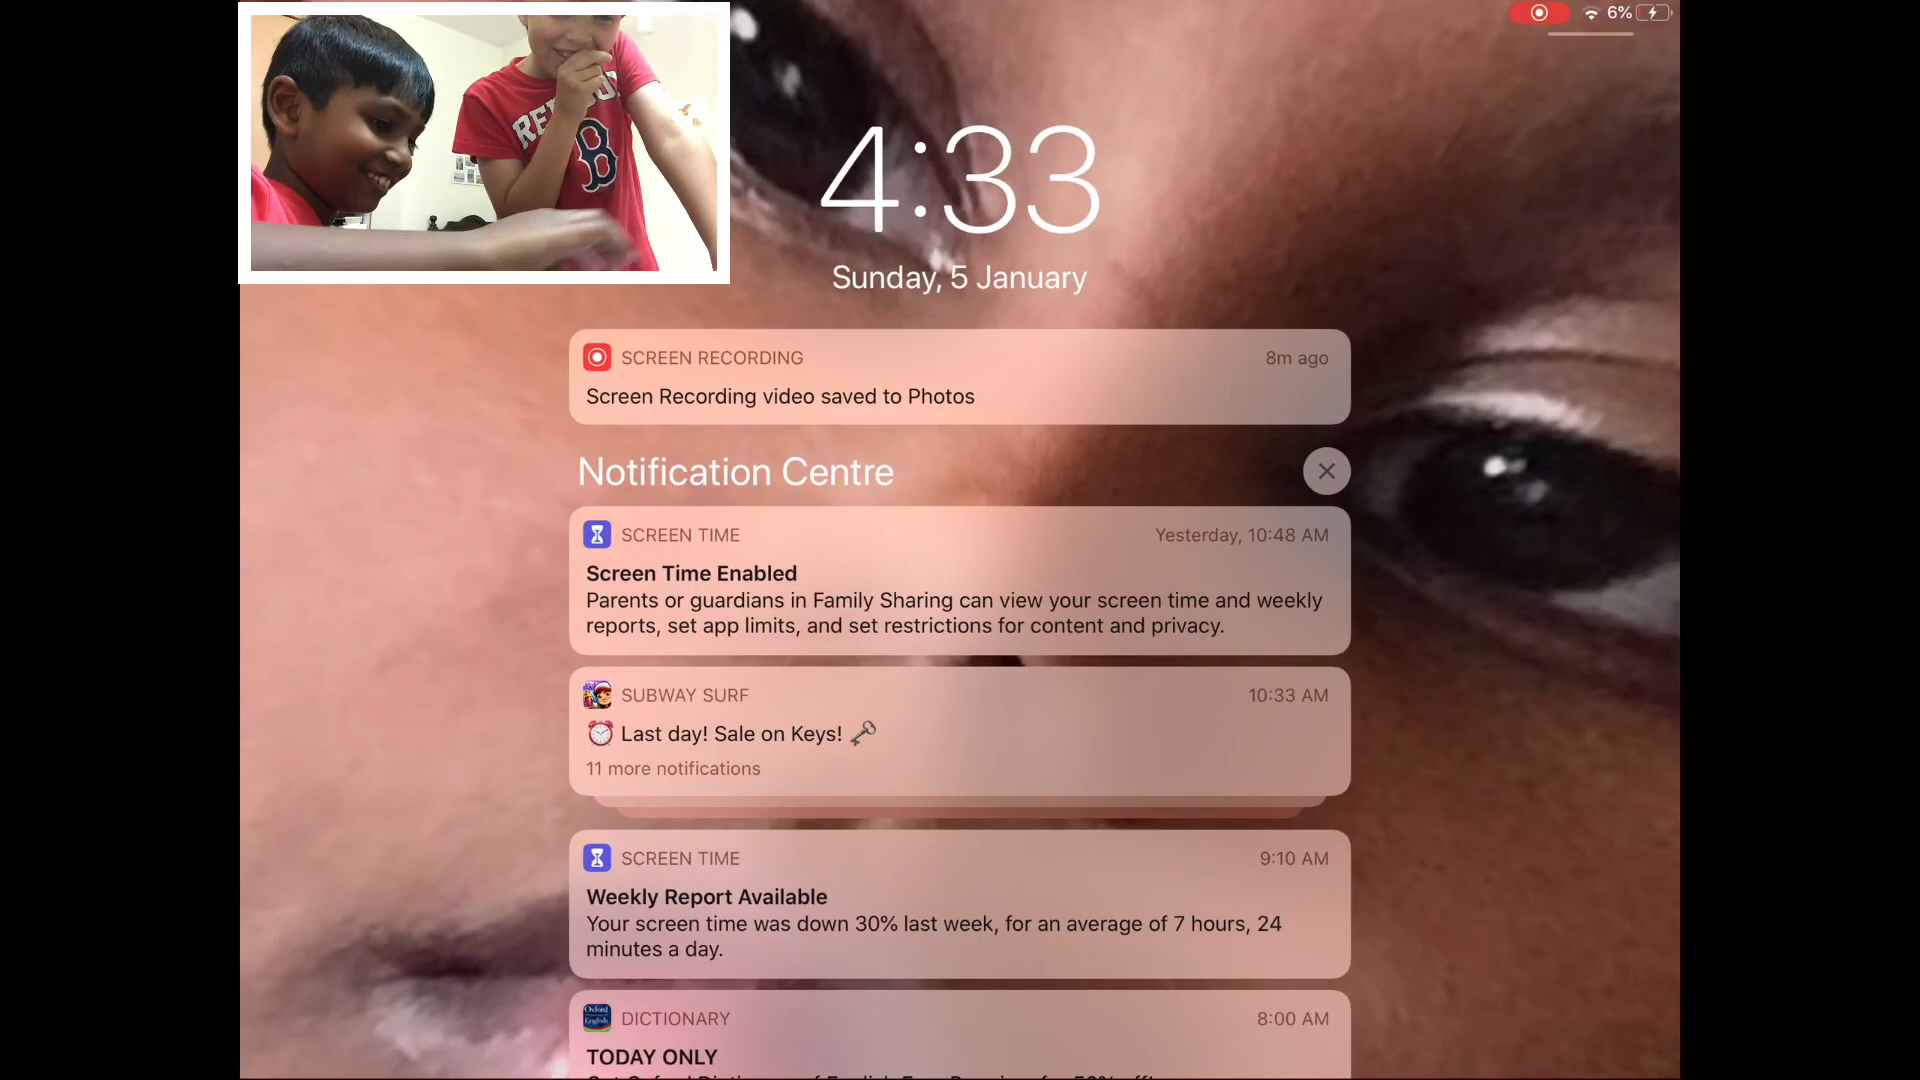 6%
RED SOX
B
4:33
Sunday, 5 January
SCREEN RECORDING 8m ago
Screen Recording video saved to Photos
Notification Centre
SCREEN TIME Yesterday, 10:48 AM
Screen Time Enabled
Parents or guardians in Family Sharing can view your screen time and weekly
reports, set app limits, and set restrictions for content and privacy.
SUBWAY SURF 10:33 AM
⏰ Last day! Sale on Keys! 🗝
11 more notifications
SCREEN TIME 9:10 AM
Weekly Report Available
Your screen time was down 30% last week, for an average of 7 hours, 24
minutes a day.
Oxford
English
DICTIONARY 8:00 AM
TODAY ONLY